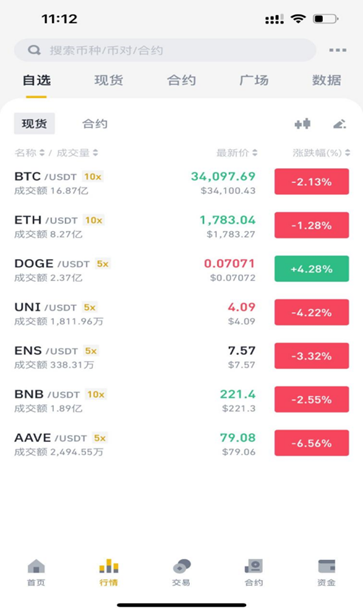 11:12
搜索币种/币对/合约
自选 现货 合约 广场 数据
现货 合约
名称 / 成交量 最新价 涨跌幅(%)
BTC /USDT 10x 34,097.69 -2.13%
成交额 16.87亿 $34,100.43
ETH /USDT 10x 1,783.04 -1.28%
成交额 8.27亿 $1,783.27
DOGE /USDT 5x 0.07071 +4.28%
成交额 2.37亿 $0.07072
UNI /USDT 5x 4.09 -4.22%
成交额 1,811.96万 $4.09
ENS /USDT 5x 7.57 -3.32%
成交额 338.31万 $7.57
BNB /USDT 10x 221.4 -2.55%
成交额 1.89亿 $221.3
AAVE /USDT 5x 79.08 -6.56%
成交额 2,494.55万 $79.06
首页 行情 交易 合约 资金